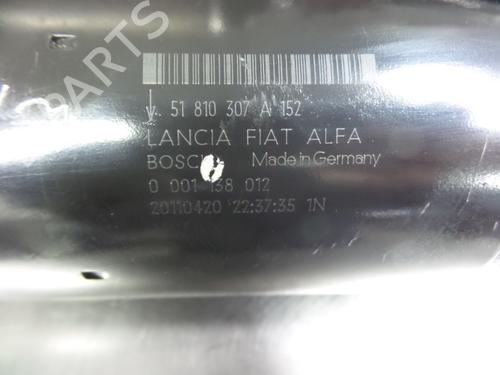 PARTS
51 810 307 A 152
LANCIA FIAT ALFA
BOSCH Made in Germany
0 001 138 012
20110420 22:37:35 1N